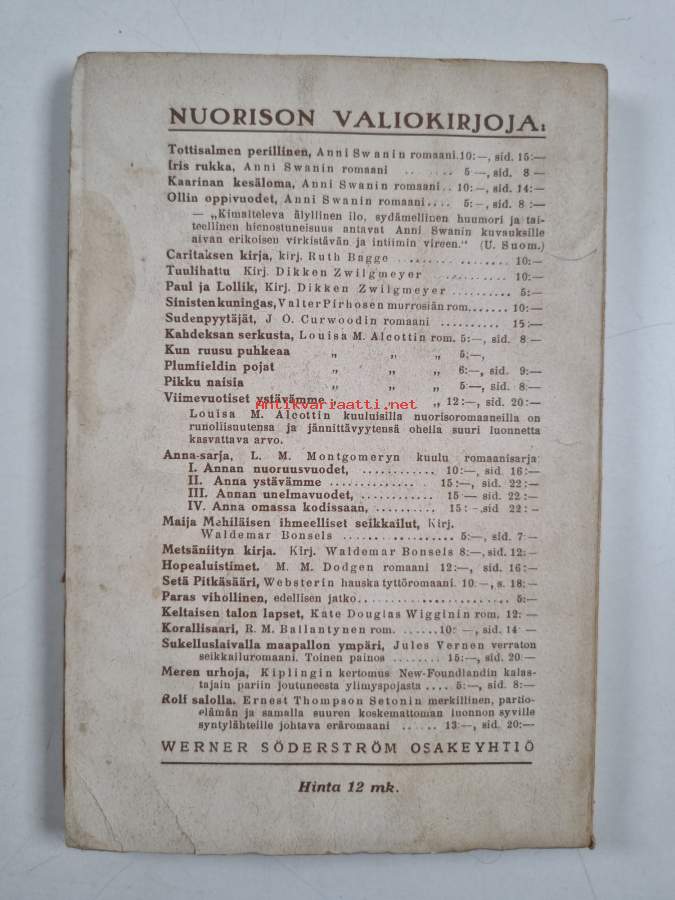 NUORISON VALIOKIRJOJA:
Tottisalmen perillinen, Anni Swanin romaani. 10:—, sid. 15:—
Iris rukka, Anni Swanin romaani .. ..... 5 —, sid. 8 —
Kaarinan kesäloma, Anni Swanin romaani.. 10:—, sid. 14:—
Ollin oppivuodet, Anni Swanin romaani.... 5:—, sid. 8:—
— „Kimalteleva älyllinen ilo, sydämellinen huumori ja tai-
teellinen hienostuneisuus antavat Anni Swanin kuvauksille
aivan erikoisen virkistävän ja intiimin vireen.“ (U. Suom.)
Caritaksen kirja, kirj. Ruth Bagge .................. 10:—
Tuulihattu Kirj. Dikken Zwilgmeyer .............. 10:—
Paul ja Lollik, Kirj. Dikken Zwilgmeyer .......... 5:—
Sinisten kuningas, Valter Pirhosen murrosiän rom...... 10:—
Sudenpyytäjät, J O. Curwoodin romaani .......... 15:—
Kahdeksan serkusta, Louisa M. Alcottin rom. 5:—, sid. 8 —
Kun ruusu puhkeaa „ „ „ 5:—,
Plumfieldin pojat „ „ „ 6:—, sid. 9:—
Pikku naisia „ „ „ 5:—, sid. 8:—
Viimevuotiset ystävämme „ „ „ 12:—, sid. 20:—
antikvariaatti.net
Louisa M. Alcottin kuuluisilla nuorisoromaaneilla on
runollisuutensa ja jännittävyytensä ohella suuri luonnetta
kasvattava arvo.
Anna-sarja, L. M. Montgomeryn kuulu romaanisarja:
I. Annan nuoruusvuodet, ............ 10:—, sid. 16:—
II. Anna ystävämme ............ 15:—, sid. 22:—
III. Annan unelmavuodet, ............ 15 — sid. 22:—
IV. Anna omassa kodissaan, .......... 15:—, sid 22:—
Maija Mehiläisen ihmeelliset seikkailut, Kirj.
Waldemar Bonsels ................ 5:—, sid. 7 —
Metsäniityn kirja. Kirj. Waldemar Bonsels 8:—, sid. 12:—
Hopealuistimet. M. M. Dodgen romaani 12:—, sid. 16:—
Setä Pitkäsääri, Websterin hauska tyttöromaani. 10.—, s. 18:—
Paras vihollinen, edellisen jatko...................... 5:—
Keltaisen talon lapset, Kate Douglas Wigginin rom. 12: —
Korallisaari, R. M. Ballantynen rom. ......10: —, sid. 14 —
Sukelluslaivalla maapallon ympäri, Jules Vernen verraton
seikkailuromaani. Toinen painos ........ 15:—, sid. 20 —
Meren urhoja, Kiplingin kertomus New-Foundlandin kalas-
tajain pariin joutuneesta ylimyspojasta .... 5:—, sid. 8:—
Rolf salolla. Ernest Thompson Setonin merkillinen, partio-
elämän ja samalla suuren koskemattoman luonnon syville
syntylähteille johtava eräromaani ...... 13:—, sid. 20:—
WERNER SÖDERSTRÖM OSAKEYHTIÖ
Hinta 12 mk.